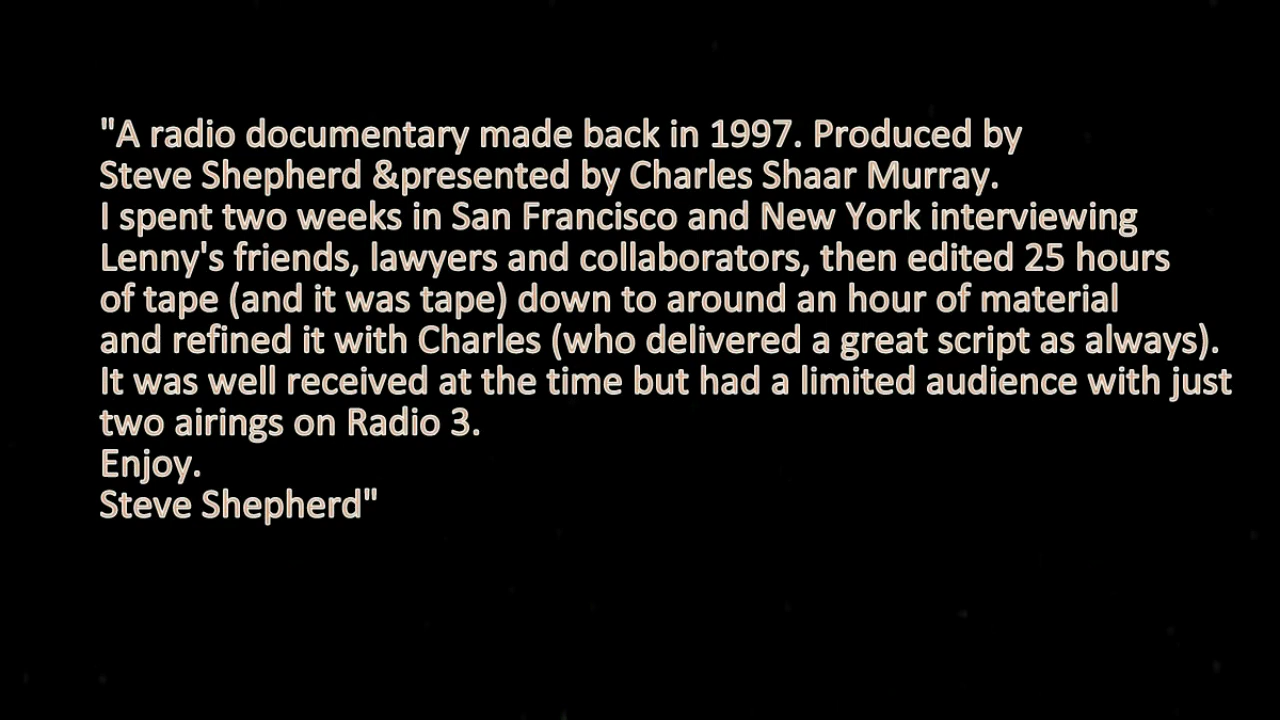 "A radio documentary made back in 1997. Produced by
Steve Shepherd &presented by Charles Shaar Murray.
I spent two weeks in San Francisco and New York interviewing
Lenny's friends, lawyers and collaborators, then edited 25 hours
of tape (and it was tape) down to around an hour of material
and refined it with Charles (who delivered a great script as always).
It was well received at the time but had a limited audience with just
two airings on Radio 3.
Enjoy.
Steve Shepherd"